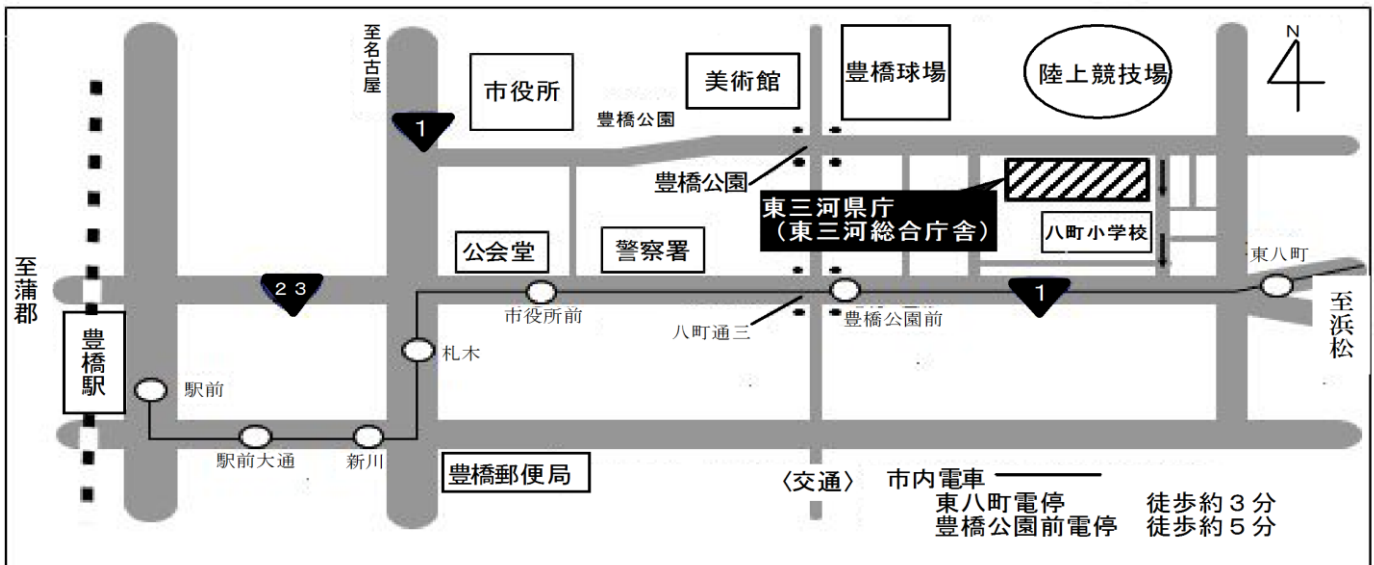 至名古屋
市役所
美術館
豊橋球場
陸上競技場
N
1
豊橋公園
豊橋公園
東三河県庁
（東三河総合庁舎）
八町小学校
公会堂
警察署
東八町
至蒲郡
23
1
市役所前
八町通三
豊橋公園前
至浜松
豊橋駅
札木
駅前
駅前大通
新川
豊橋郵便局
〈交通〉 市内電車
東八町電停 徒歩約３分
豊橋公園前電停 徒歩約５分